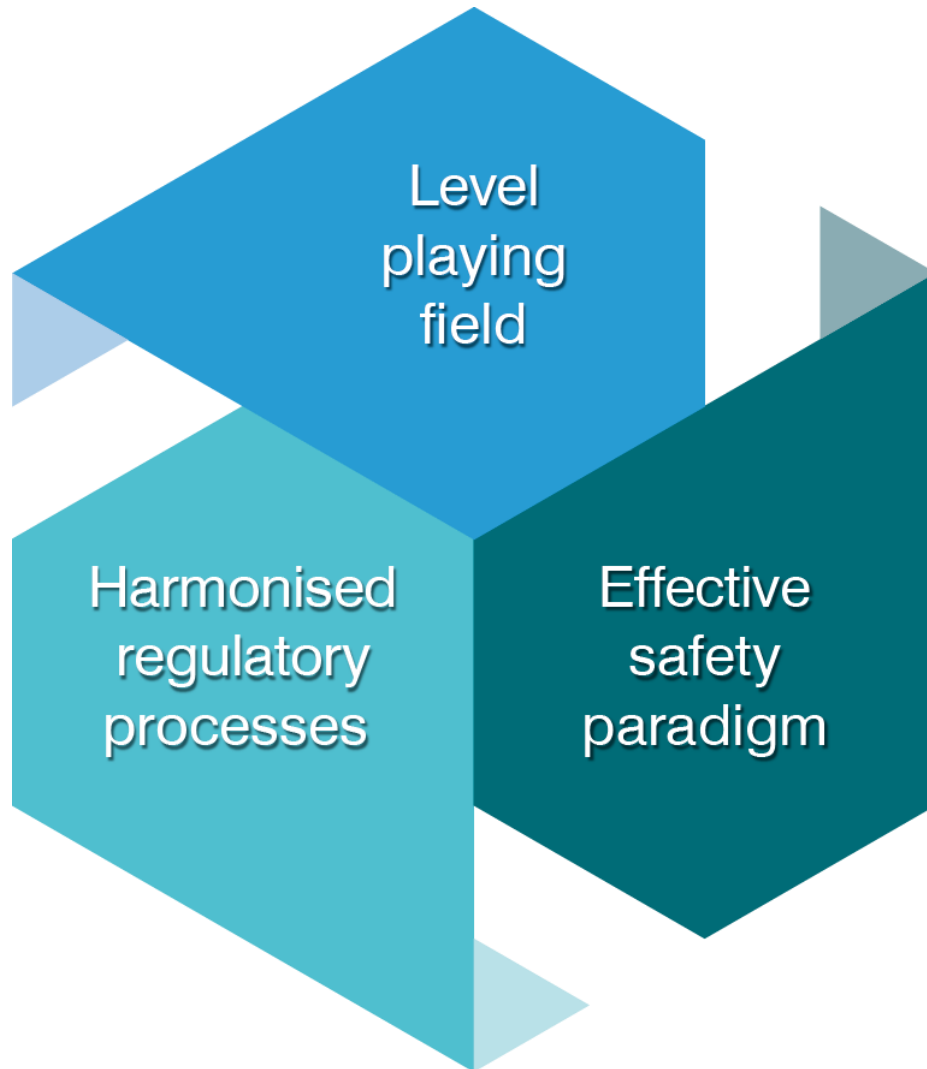 Level
playing
field
Harmonised
regulatory
processes
Effective
safety
paradigm